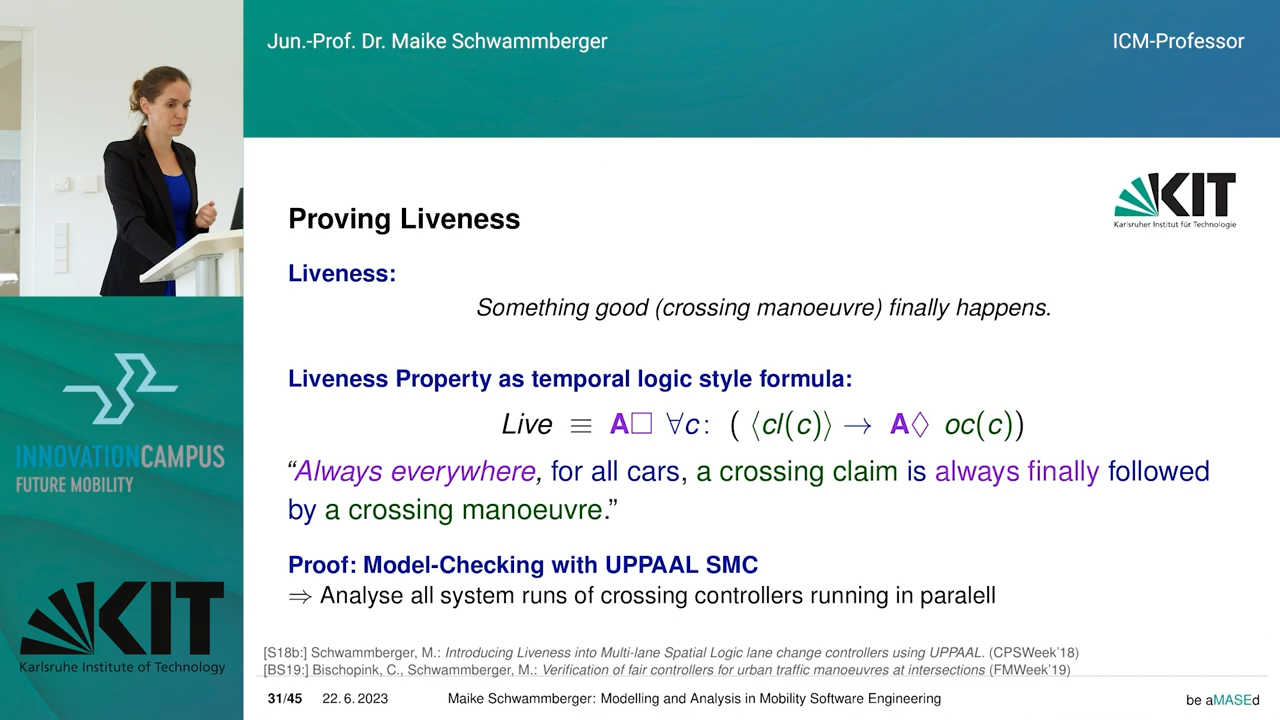 Jun.-Prof. Dr. Maike Schwammberger
ICM-Professor
KIT
Karlsruher Institut für Technologie
Proving Liveness
Liveness:
Something good (crossing manoeuvre) finally happens.
Liveness Property as temporal logic style formula:
Live ≡ A□ ∀c: ( ⟨cl(c)⟩ → A◇ oc(c))
“Always everywhere, for all cars, a crossing claim is always finally followed
by a crossing manoeuvre.”
Proof: Model-Checking with UPPAAL SMC
⇒ Analyse all system runs of crossing controllers running in paralell
[S18b:] Schwammberger, M.: Introducing Liveness into Multi-lane Spatial Logic lane change controllers using UPPAAL. (CPSWeek'18)
[BS19:] Bischopink, C., Schwammberger, M.: Verification of fair controllers for urban traffic manoeuvres at intersections (FMWeek'19)
31/45 22. 6. 2023 Maike Schwammberger: Modelling and Analysis in Mobility Software Engineering be aMASEd
INNOVATIONCAMPUS
FUTURE MOBILITY
KIT
Karlsruhe Institute of Technology